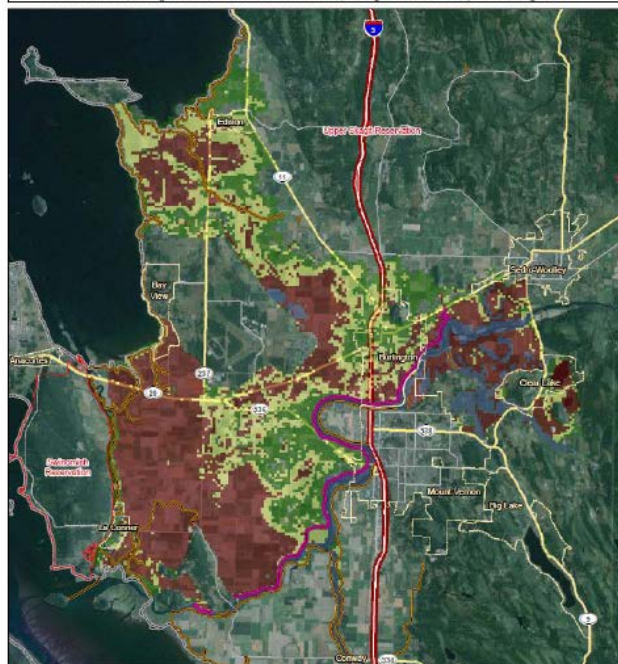 5
Edison
Upper Skagit Reservation
11
Sedro-Woolley
Bay
View
Burlington
Anacortes
237
20
536
Clear Lake
538
Swinomish
Reservation
Mount Vernon
Big Lake
La Conner
9
Conway
534